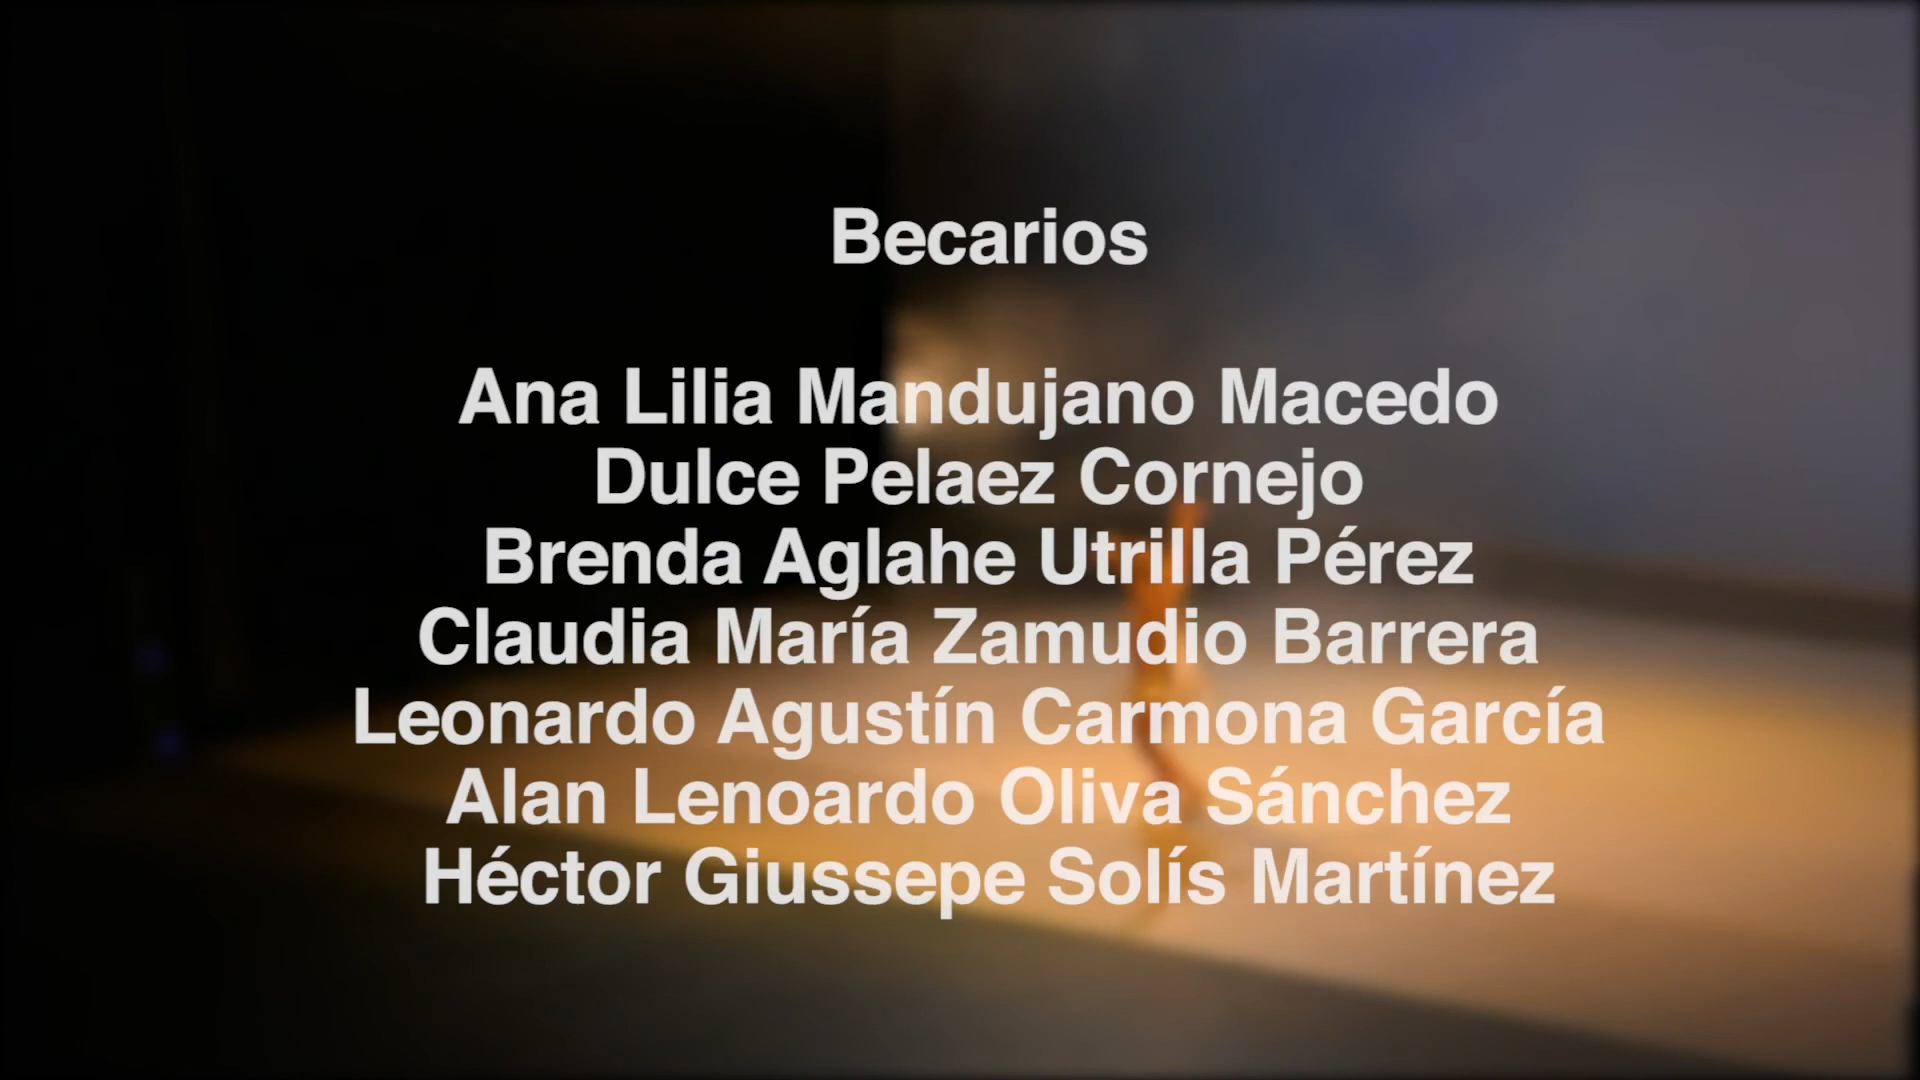 Becarios
Ana Lilia Mandujano Macedo
Dulce Pelaez Cornejo
Brenda Aglahe Utrilla Pérez
Claudia María Zamudio Barrera
Leonardo Agustín Carmona García
Alan Lenoardo Oliva Sánchez
Héctor Giussepe Solís Martínez